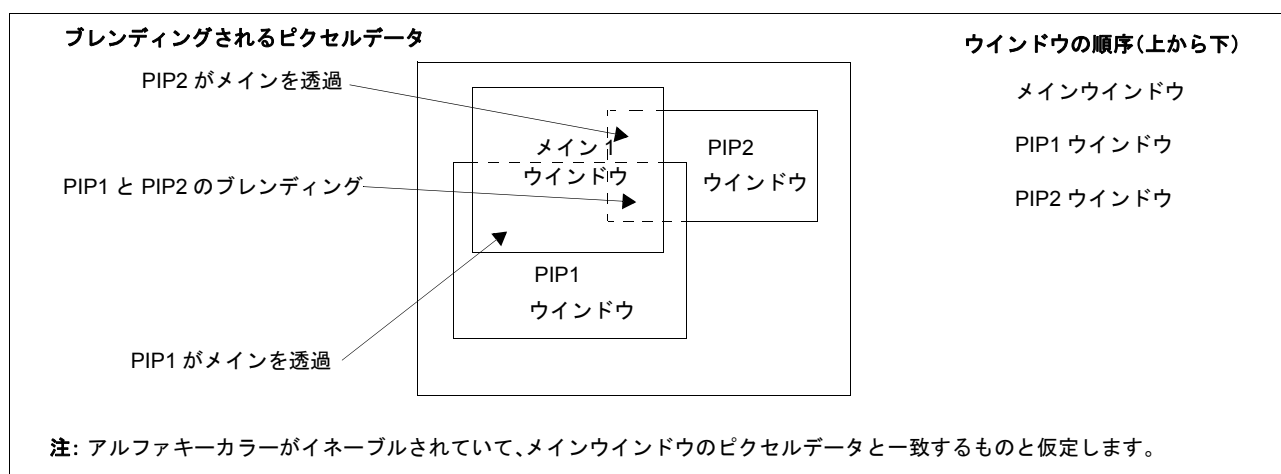 ブレンディングされるピクセルデータ
ウインドウの順序(上から下)
PIP2 がメインを透過
メインウインドウ
メイン 1
ウインドウ
PIP2
ウインドウ
PIP1 ウインドウ
PIP1 と PIP2 のブレンディング
PIP2 ウインドウ
PIP1
ウインドウ
PIP1 がメインを透過
注: アルファキーカラーがイネーブルされていて、メインウインドウのピクセルデータと一致するものと仮定します。